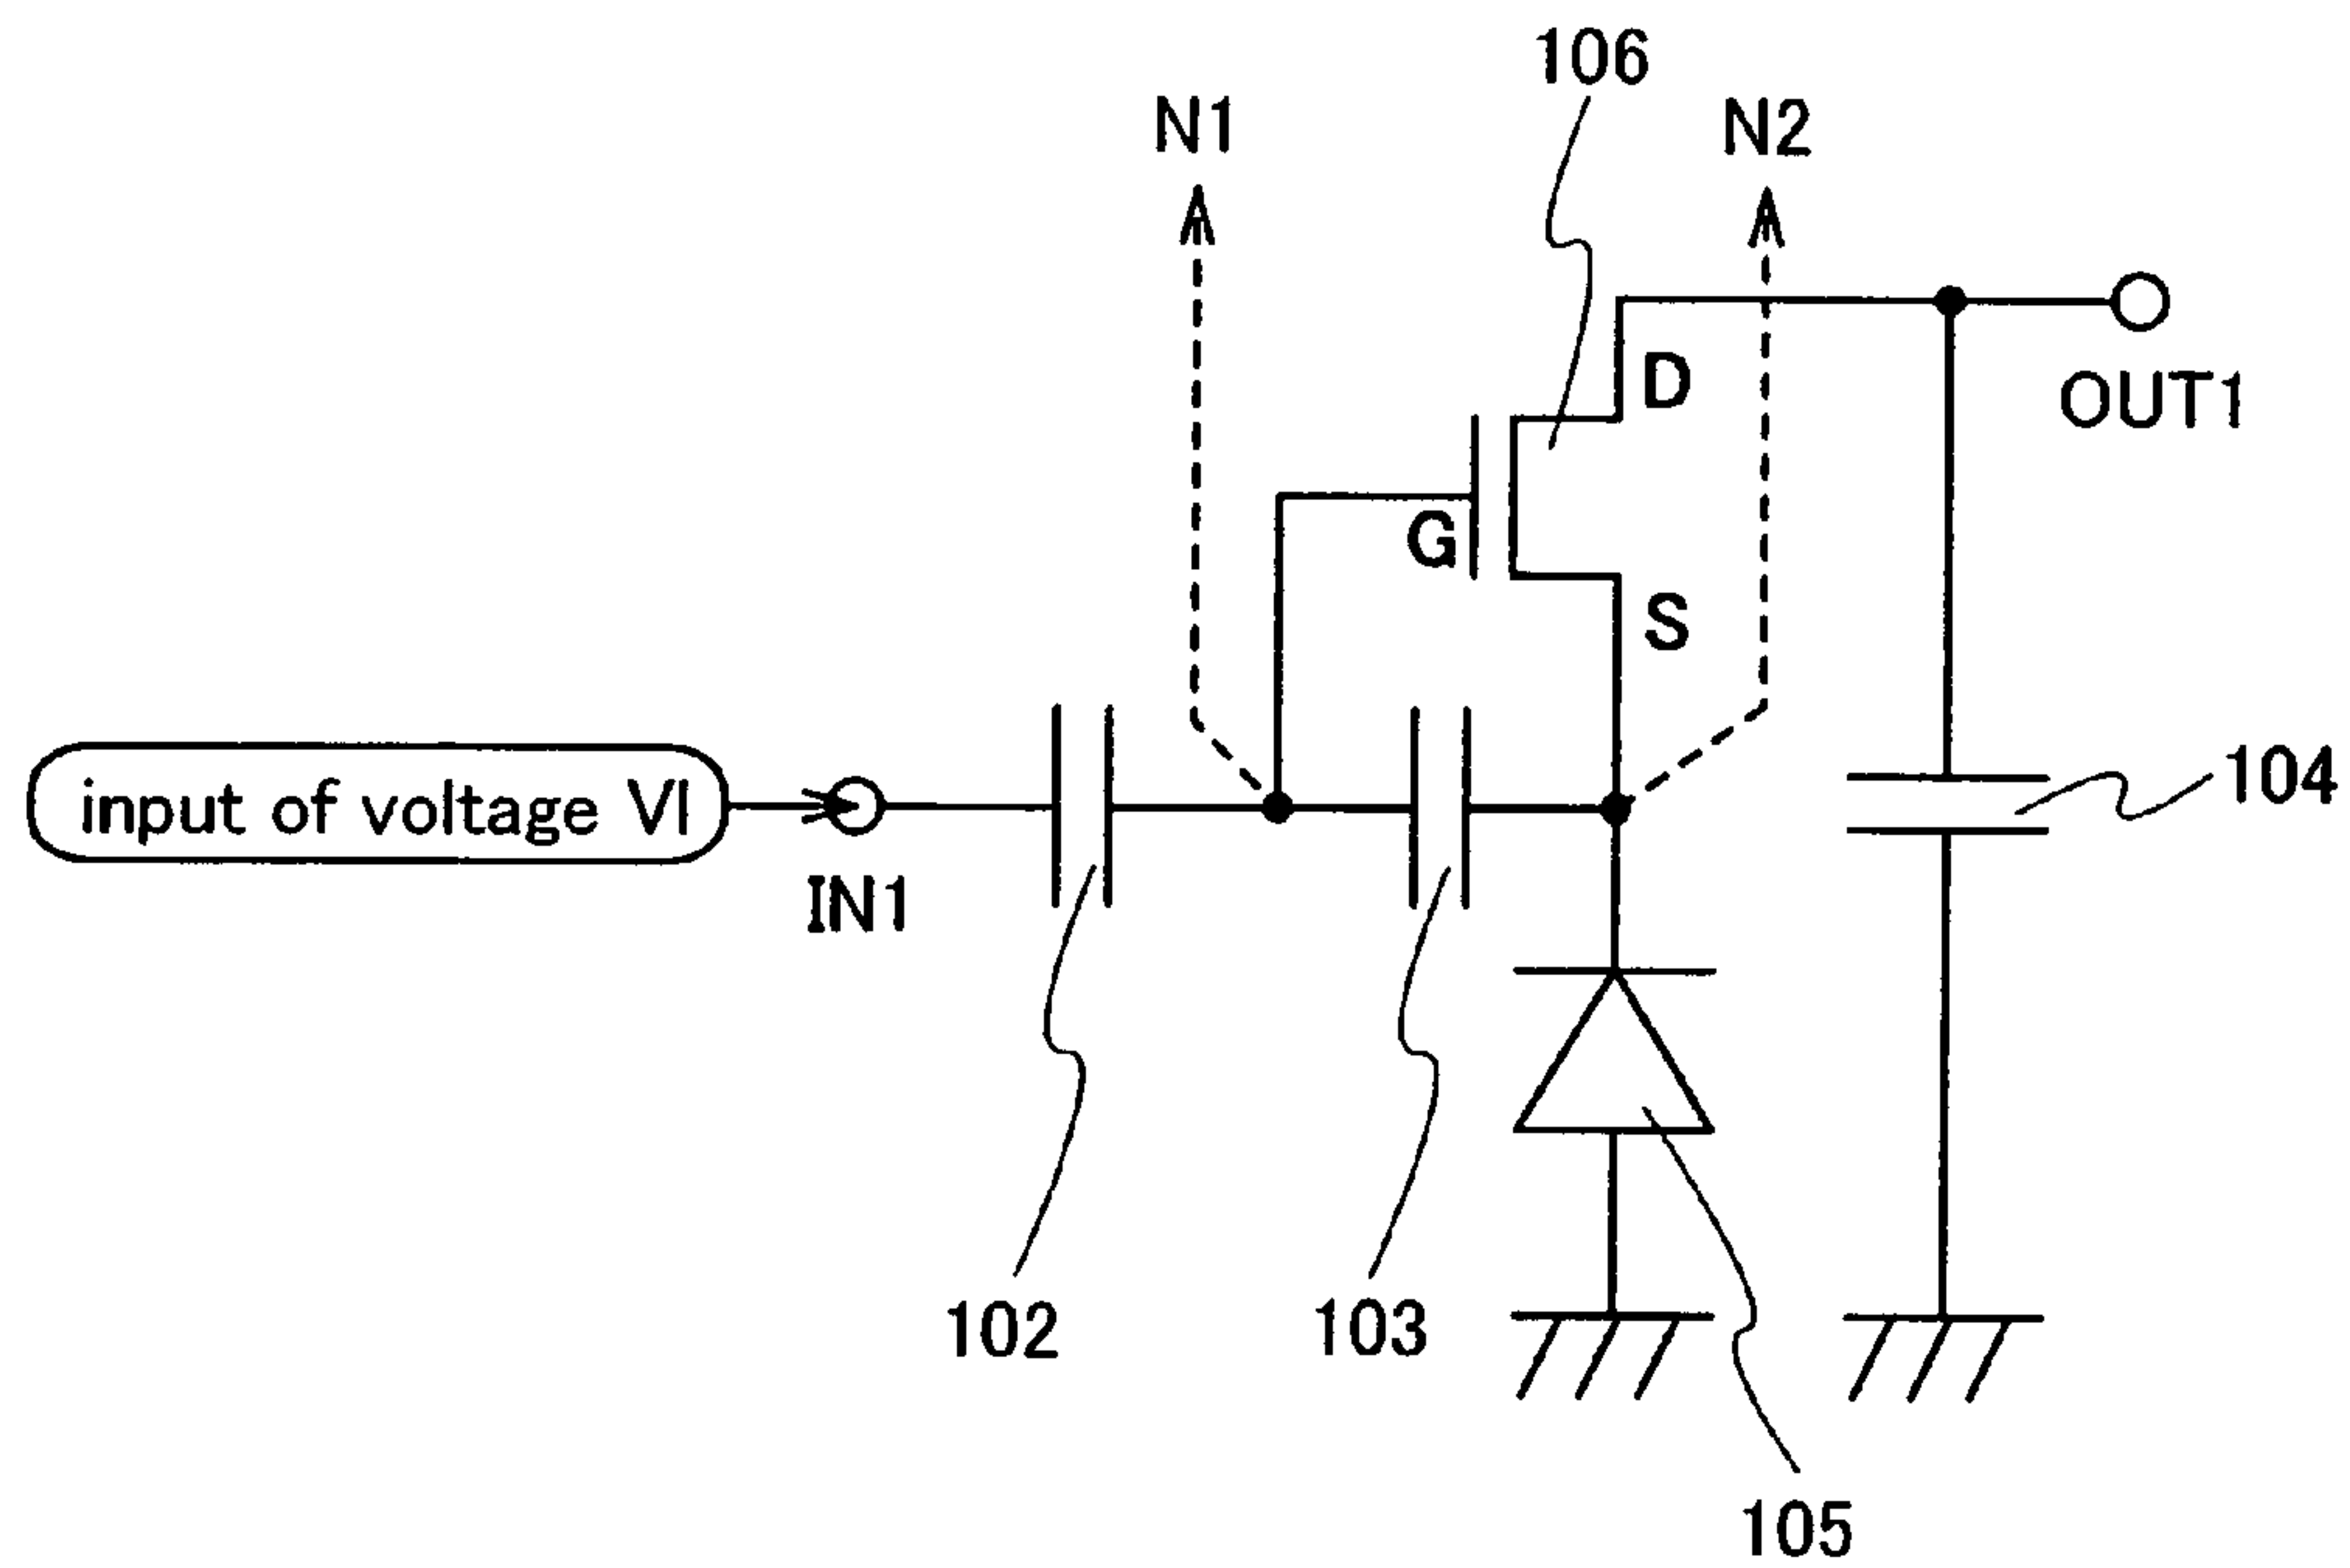 106
N1
N2
D
OUT1
G
S
input of voltage VI
104
IN1
102
103
105